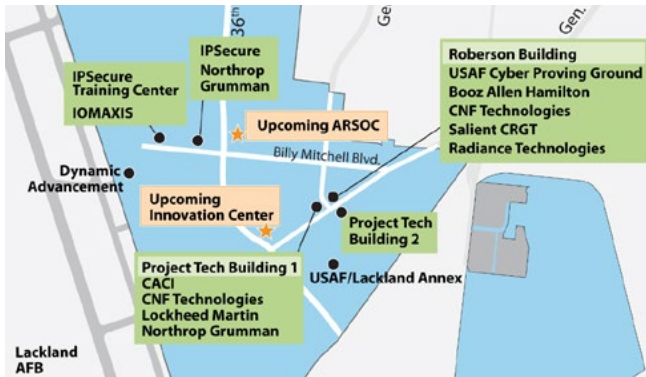 36th
Ge
Gen.
IPSecure
Training Center
IOMAXIS
IPSecure
Northrop
Grumman
Roberson Building
USAF Cyber Proving Ground
Booz Allen Hamilton
CNF Technologies
Salient CRGT
Radiance Technologies
Upcoming ARSOC
Billy Mitchell Blvd.
Dynamic
Advancement
Upcoming
Innovation Center
Project Tech
Building 2
Project Tech Building 1
CACI
CNF Technologies
Lockheed Martin
Northrop Grumman
USAF/Lackland Annex
Lackland
AFB